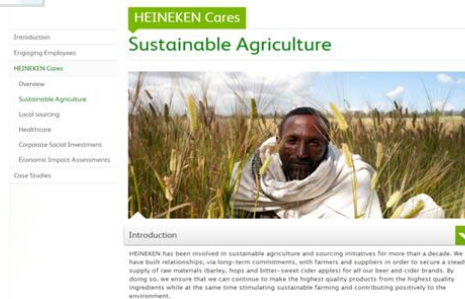 HEINEKEN Cares
Sustainable Agriculture
Introduction
Engaging Employees
HEINEKEN Cares
Overview
Sustainable Agriculture
Local sourcing
Healthcare
Corporate Social Investment
Economic Impact Assessments
Case Studies
Introduction
HEINEKEN has been involved in sustainable agriculture and sourcing initiatives for more than a decade. We
have built relationships, via long-term commitments, with farmers and suppliers in order to secure a steady
supply of raw materials (barley, hops and bitter-sweet cider apples) for all our beer and cider brands. By
doing so, we ensure that we can continue to make the highest quality products from the highest quality
ingredients while at the same time stimulating sustainable farming and contributing positively to the
environment.